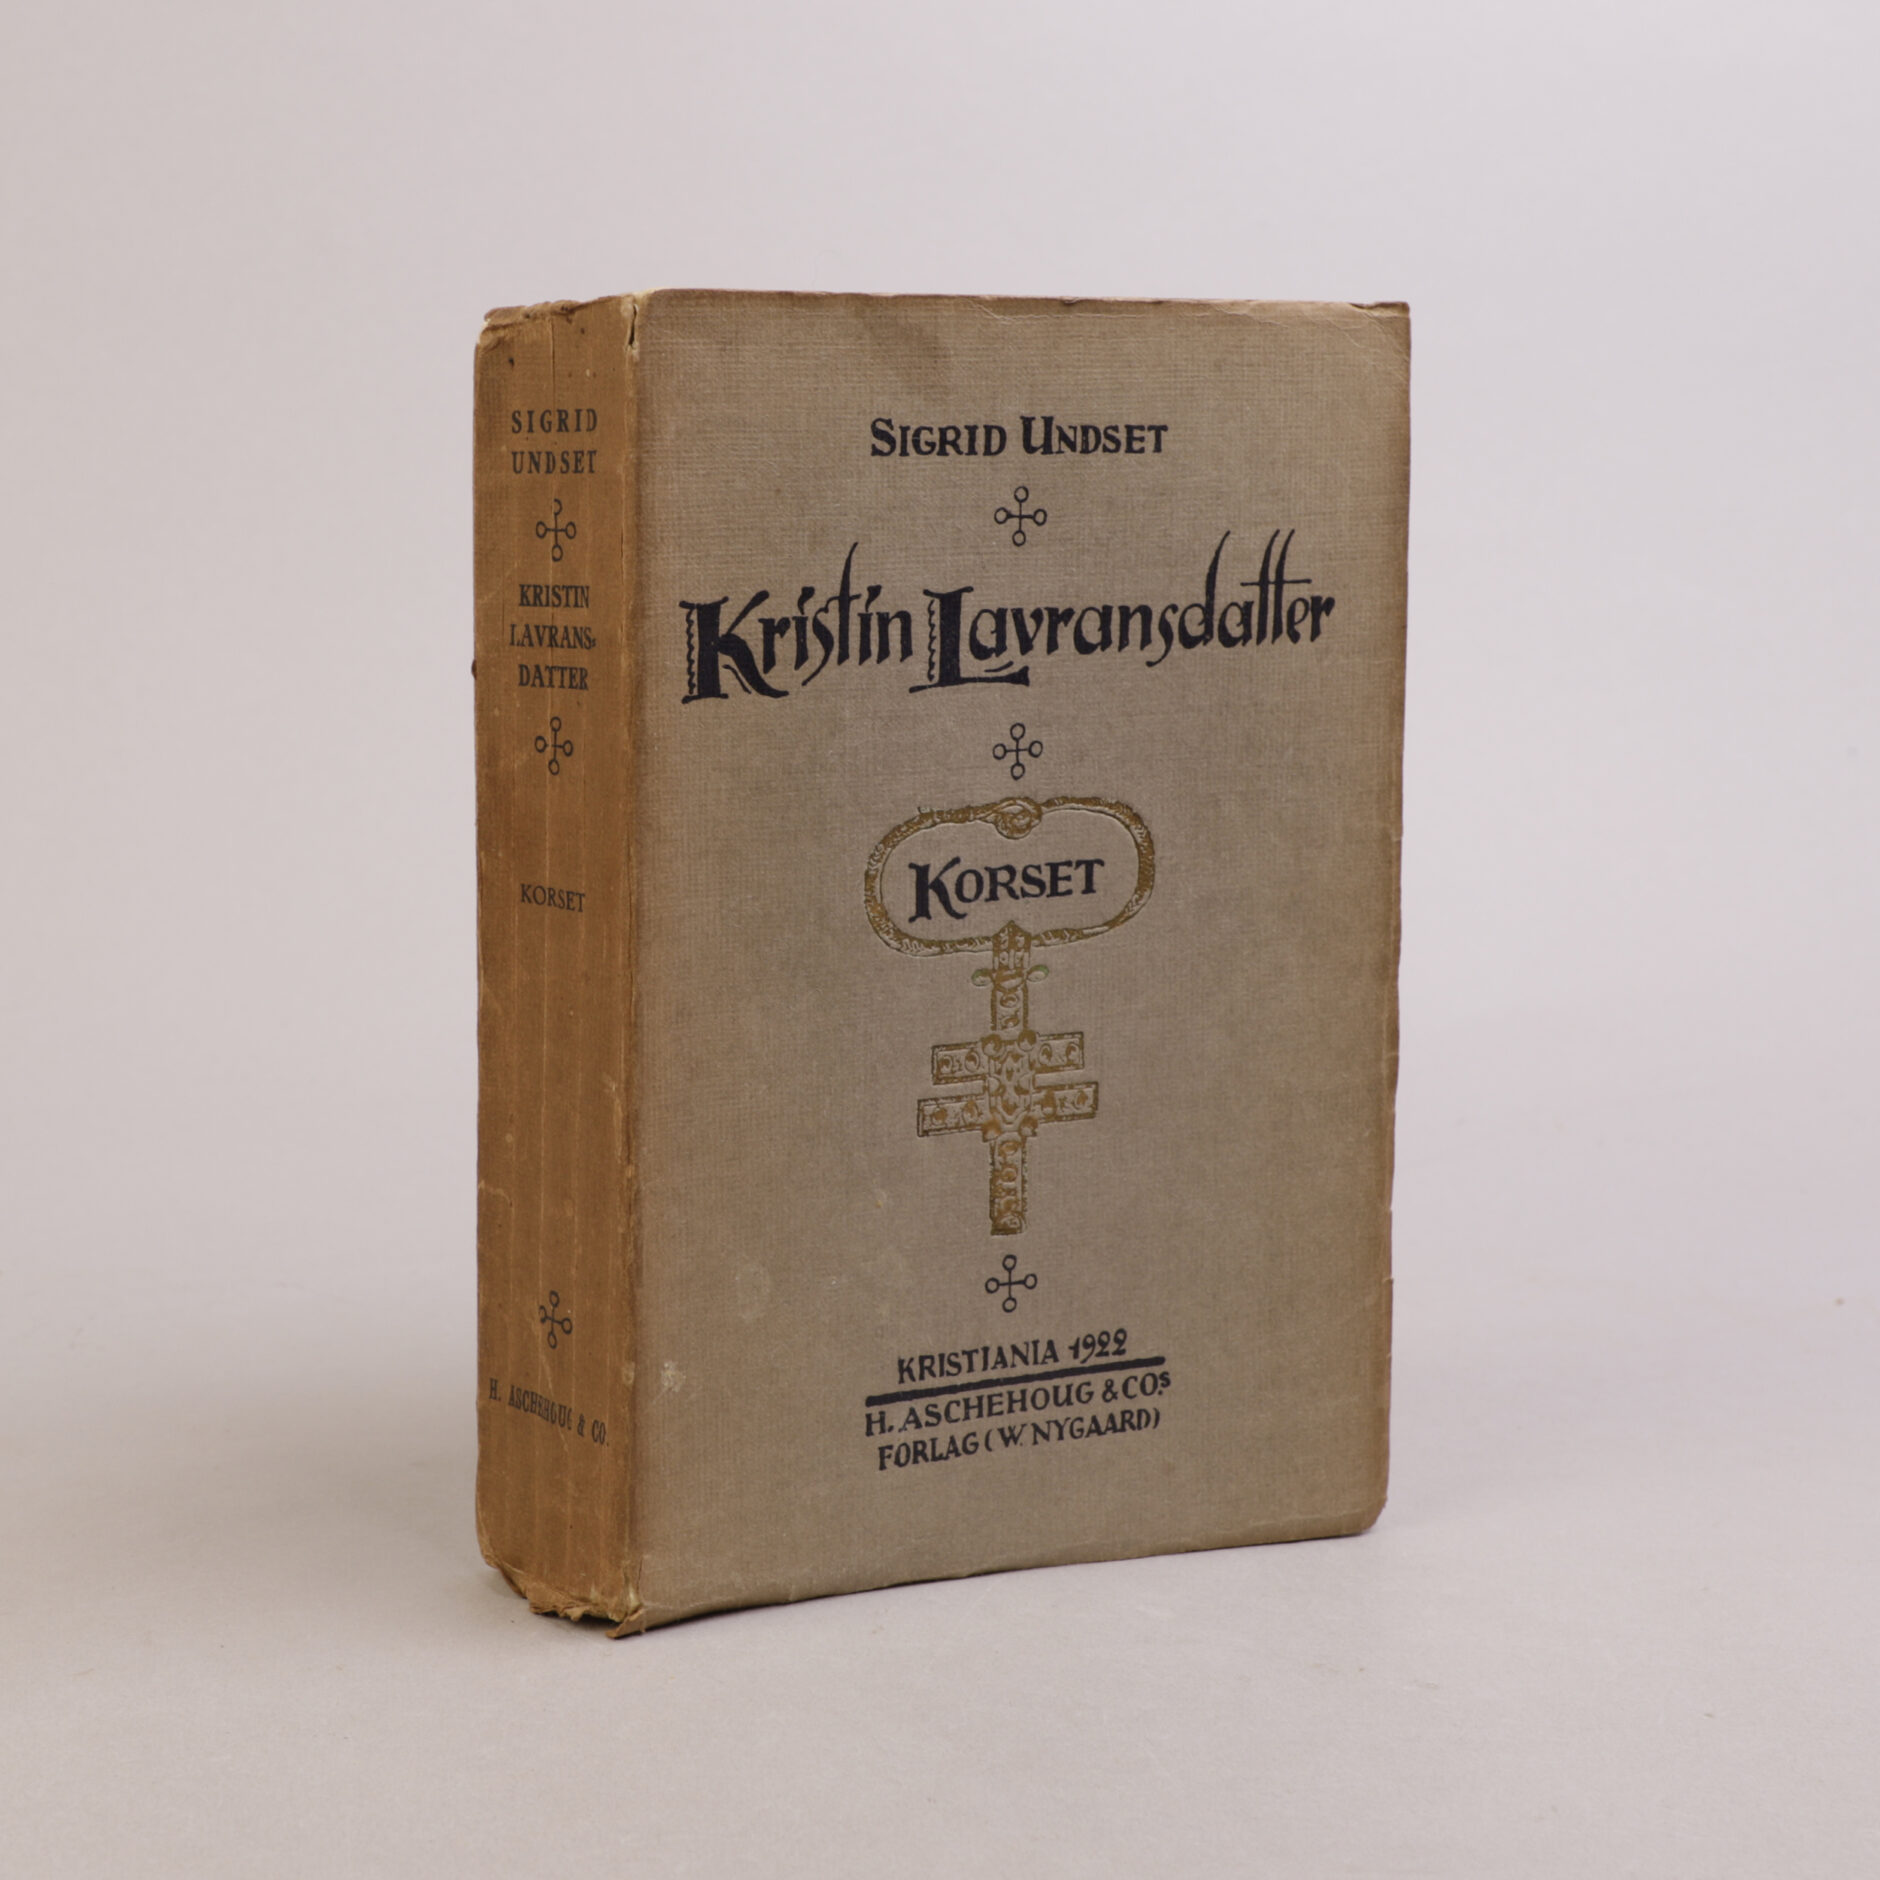 SIGRID
UNDSET
KRISTIN
LAVRANS-
DATTER
KORSET
H. ASCHEHOUG & CO.
SIGRID UNDSET
Kristin Lavransdatter
KORSET
KRISTIANIA 1922
H. ASCHEHOUG & CO.s
FORLAG (W. NYGAARD)